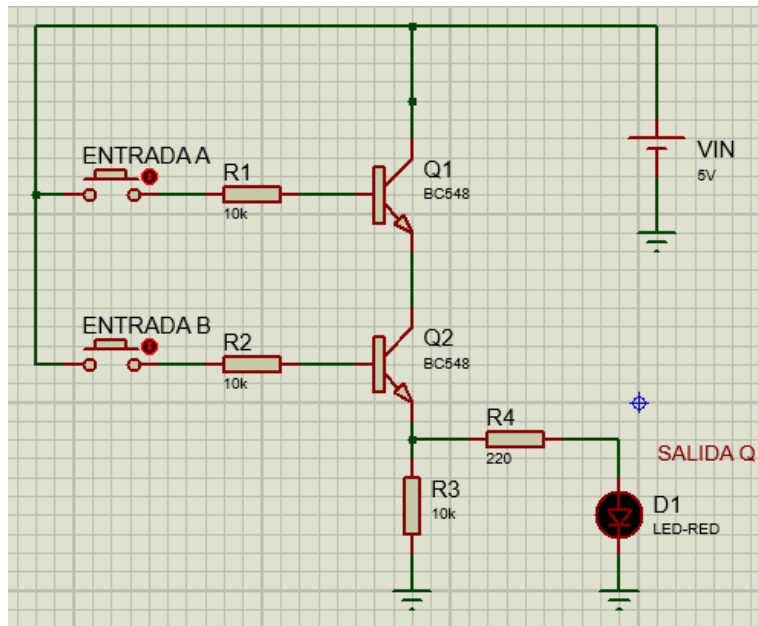 ENTRADA A
R1
10k
Q1
BC548
VIN
5V
ENTRADA B
R2
10k
Q2
BC548
R4
220
SALIDA Q
R3
10k
D1
LED-RED